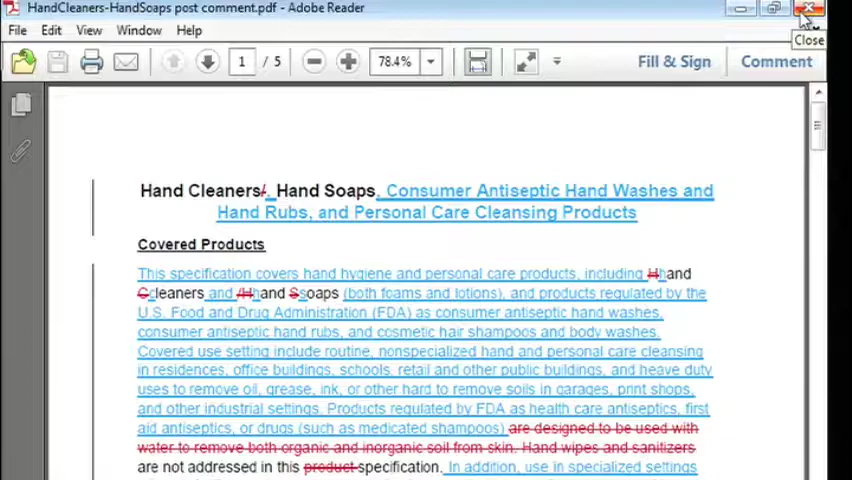 HandCleaners-HandSoaps post comment.pdf - Adobe Reader
File Edit View Window Help
Close
1 / 5 78.4% Fill & Sign Comment
Hand Cleaners/, Hand Soaps, Consumer Antiseptic Hand Washes and
Hand Rubs, and Personal Care Cleansing Products
Covered Products
This specification covers hand hygiene and personal care products, including Hhand
Ccleaners and /Hhand Ssoaps (both foams and lotions), and products regulated by the
U.S. Food and Drug Administration (FDA) as consumer antiseptic hand washes,
consumer antiseptic hand rubs, and cosmetic hair shampoos and body washes.
Covered use setting include routine, nonspecialized hand and personal care cleansing
in residences, office buildings, schools, retail and other public buildings, and heavy duty
uses to remove oil, grease, ink, or other hard to remove soils in garages, print shops,
and other industrial settings. Products regulated by FDA as health care antiseptics, first
aid antiseptics, or drugs (such as medicated shampoos) are designed to be used with
water to remove both organic and inorganic soil from skin. Hand wipes and sanitizers
are not addressed in this product specification. In addition, use in specialized settings